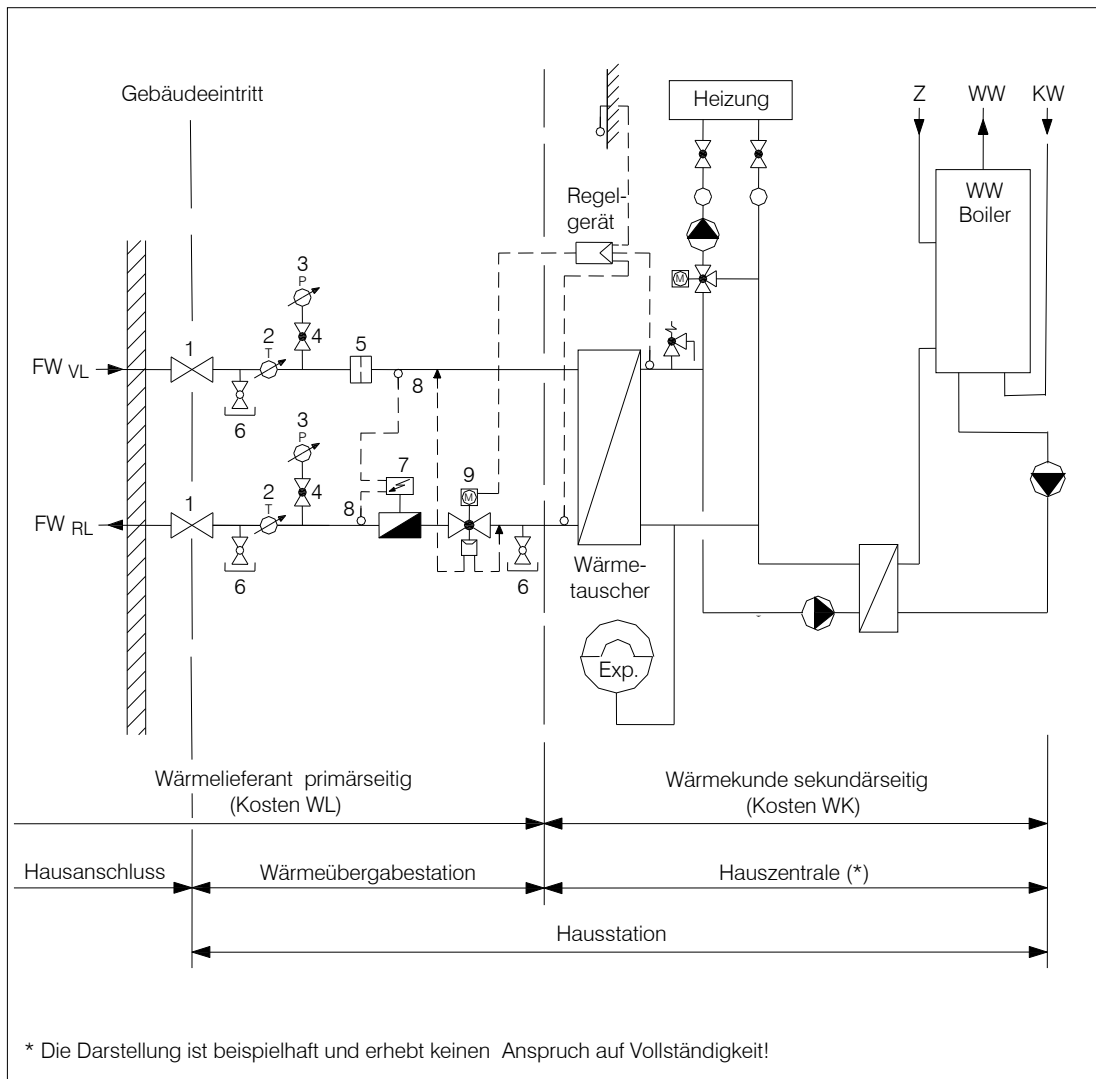 Gebäudeeintritt
Heizung
Z
WW
KW
WW
Boiler
Regel-
gerät
3
P
2
T
4
5
1
FW VL
8
6
3
P
7
9
M
M
2
T
4
1
8
FW RL
6
6
Wärme-
tauscher
Exp.
Wärmelieferant primärseitig
(Kosten WL)
Wärmekunde sekundärseitig
(Kosten WK)
Hausanschluss
Wärmeübergabestation
Hauszentrale (*)
Hausstation
* Die Darstellung ist beispielhaft und erhebt keinen Anspruch auf Vollständigkeit!